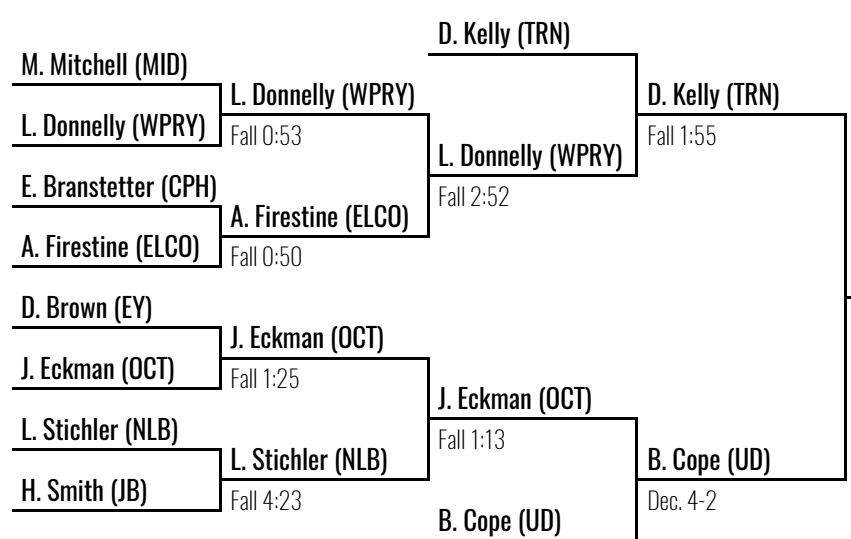 M. Mitchell (MID)
L. Donnelly (WPRY)
E. Branstetter (CPH)
A. Firestine (ELCO)
D. Brown (EY)
J. Eckman (OCT)
L. Stichler (NLB)
H. Smith (JB)
L. Donnelly (WPRY)
Fall 0:53
A. Firestine (ELCO)
Fall 0:50
J. Eckman (OCT)
Fall 1:25
L. Stichler (NLB)
Fall 4:23
D. Kelly (TRN)
L. Donnelly (WPRY)
Fall 2:52
J. Eckman (OCT)
Fall 1:13
B. Cope (UD)
D. Kelly (TRN)
Fall 1:55
B. Cope (UD)
Dec. 4-2